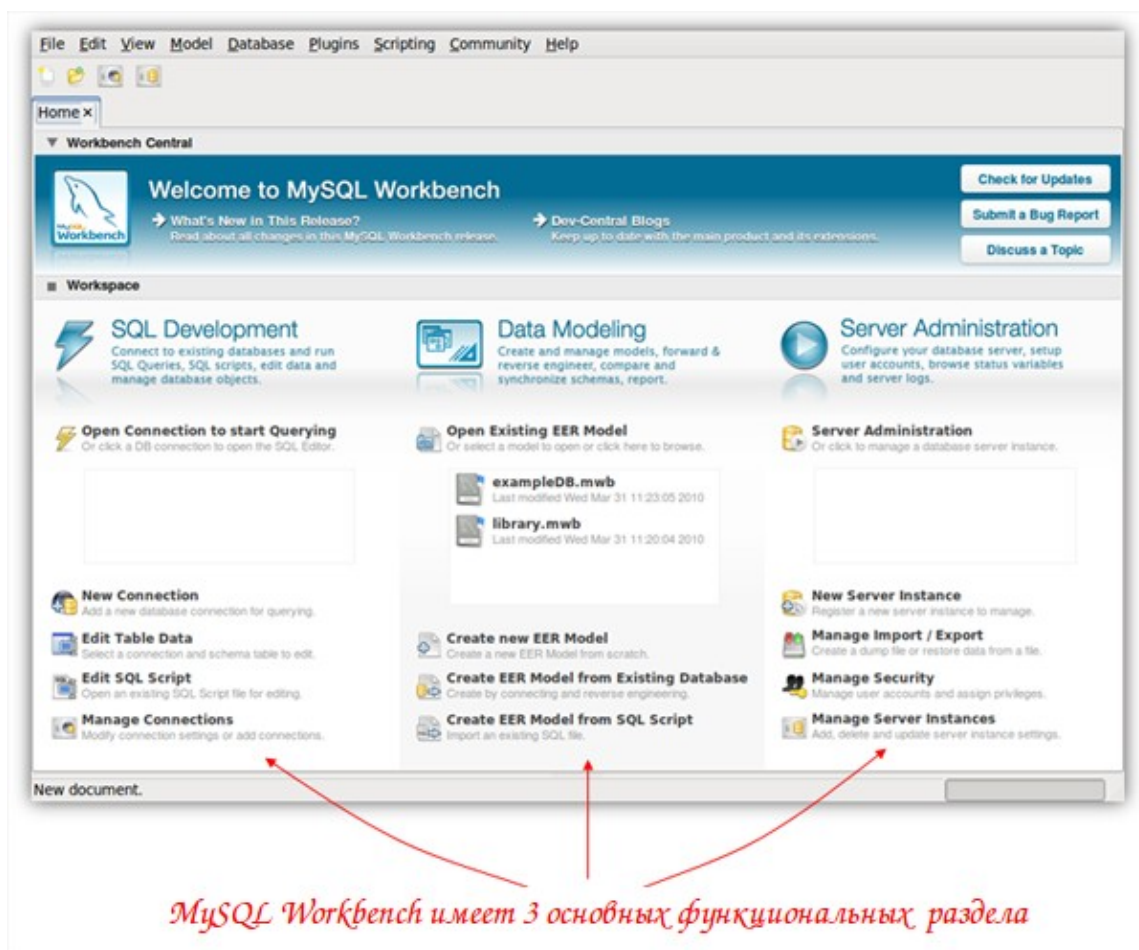 File Edit View Model Database Plugins Scripting Community Help
Home ×
Workbench Central
MySQL
Workbench
Welcome to MySQL Workbench
What's New in This Release?
Read about all changes in this MySQL Workbench release.
Dev-Central Blogs
Keep up to date with the main product and its extensions.
Check for Updates
Submit a Bug Report
Discuss a Topic
Workspace
SQL Development
Connect to existing databases and run
SQL Queries, SQL scripts, edit data and
manage database objects.
Open Connection to start Querying
Or click a DB connection to open the SQL Editor.
New Connection
Add a new database connection for querying.
Edit Table Data
Select a connection and schema table to edit.
Edit SQL Script
Open an existing SQL Script file for editing.
Manage Connections
Modify connection settings or add connections.
Data Modeling
Create and manage models, forward &
reverse engineer, compare and
synchronize schemas, report.
Open Existing EER Model
Or select a model to open or click here to browse.
exampleDB.mwb
Last modified Wed Mar 31 11:23:05 2010
library.mwb
Last modified Wed Mar 31 11:20:04 2010
Create new EER Model
Create a new EER Model from scratch.
Create EER Model from Existing Database
Create by connecting and reverse engineering.
Create EER Model from SQL Script
Import an existing SQL file.
Server Administration
Configure your database server, setup
user accounts, browse status variables
and server logs.
Server Administration
Or click to manage a database server instance.
New Server Instance
Register a new server instance to manage.
Manage Import / Export
Create a dump file or restore data from a file.
Manage Security
Manage user accounts and assign privileges.
Manage Server Instances
Add, delete and update server instance settings.
New document.
MySQL Workbench имеет 3 основных функциональных раздела